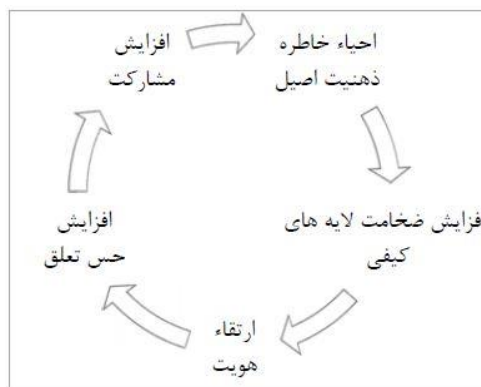 احیاء خاطره
ذهنیت اصیل
فزایش ضخامت لایه های
کیفی
ارتقاء
هویت
افزایش
حس تعلق
افزایش
مشارکت